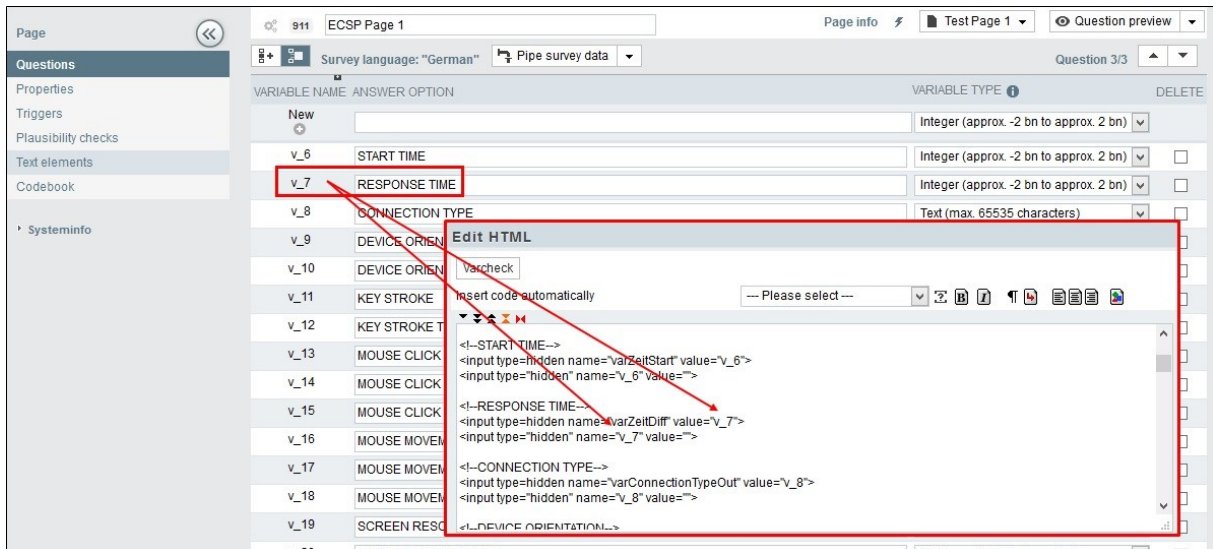 Page
Questions
Properties
Triggers
Plausibility checks
Text elements
Codebook
Systeminfo
911 ECSP Page 1 Page info Test Page 1 Question preview
Survey language: "German" Pipe survey data Question 3/3
VARIABLE NAME ANSWER OPTION VARIABLE TYPE DELETE
New Integer (approx. -2 bn to approx. 2 bn)
v_6 START TIME Integer (approx. -2 bn to approx. 2 bn)
v_7 RESPONSE TIME Integer (approx. -2 bn to approx. 2 bn)
v_8 CONNECTION TYPE Text (max. 65535 characters)
v_9 DEVICE ORIEN
v_10 DEVICE ORIEN
v_11 KEY STROKE
v_12 KEY STROKE T
v_13 MOUSE CLICK
v_14 MOUSE CLICK
v_15 MOUSE CLICK
v_16 MOUSE MOVEM
v_17 MOUSE MOVEM
v_18 MOUSE MOVEM
v_19 SCREEN RESO
Edit HTML
Varcheck
Insert code automatically --- Please select ---
<!--START TIME-->
<input type=hidden name="varZeitStart" value="v_6">
<input type="hidden" name="v_6" value="">
<!--RESPONSE TIME-->
<input type=hidden name="varZeitDiff" value="v_7">
<input type="hidden" name="v_7" value="">
<!--CONNECTION TYPE-->
<input type=hidden name="varConnectionTypeOut" value="v_8">
<input type="hidden" name="v_8" value="">
<!--DEVICE ORIENTATION-->